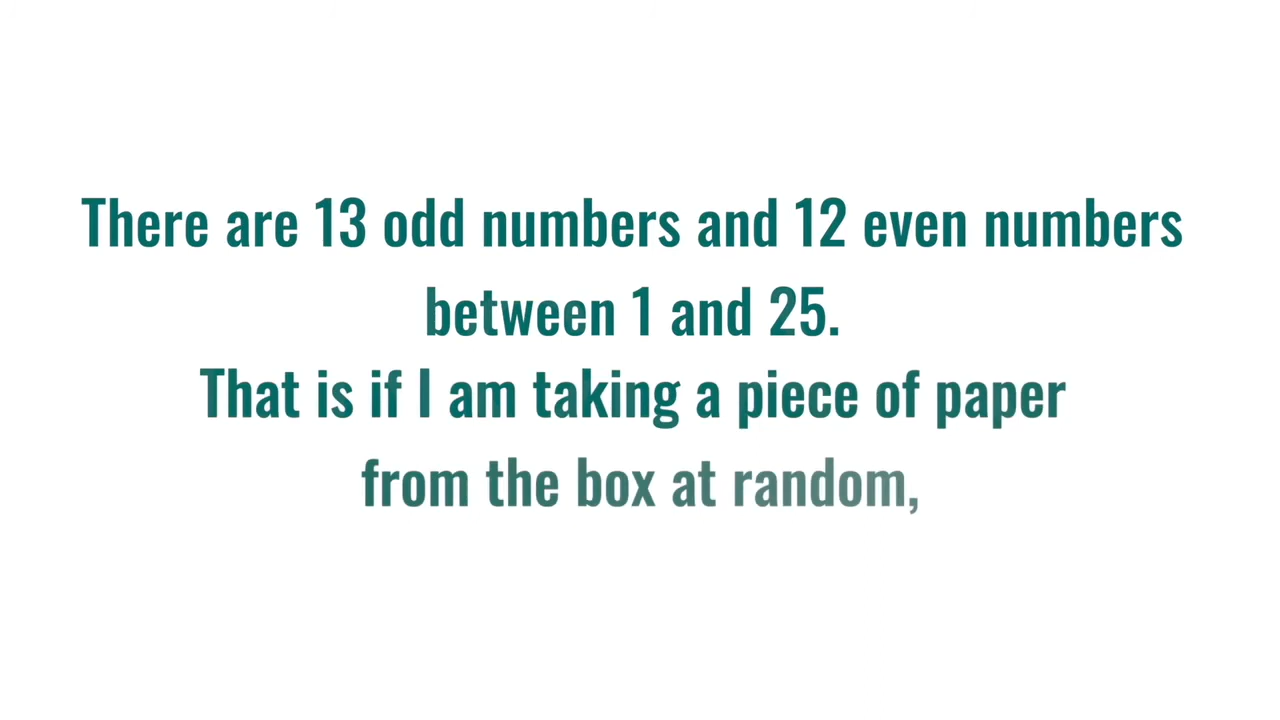 There are 13 odd numbers and 12 even numbers
between 1 and 25.
That is if I am taking a piece of paper
from the box at random,